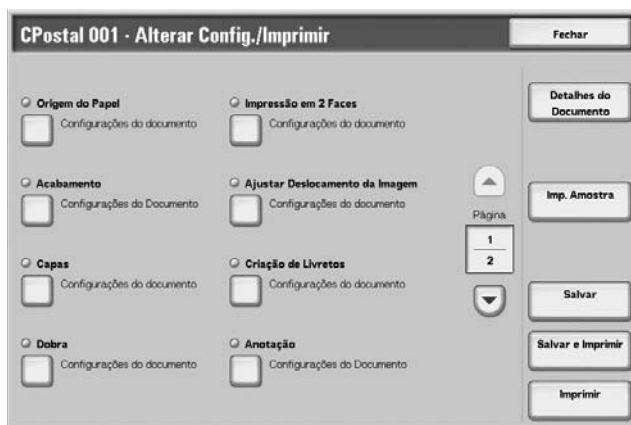 CPostal 001 - Alterar Config./Imprimir
Fechar
Origem do Papel
Configurações do documento
Impressão em 2 Faces
Configurações do documento
Detalhes do
Documento
Acabamento
Configurações do Documento
Ajustar Deslocamento da Imagem
Configurações do documento
Página
1
2
Imp. Amostra
Capas
Configurações do documento
Criação de Livretos
Configurações do documento
Salvar
Dobra
Configurações do documento
Anotação
Configurações do Documento
Salvar e Imprimir
Imprimir